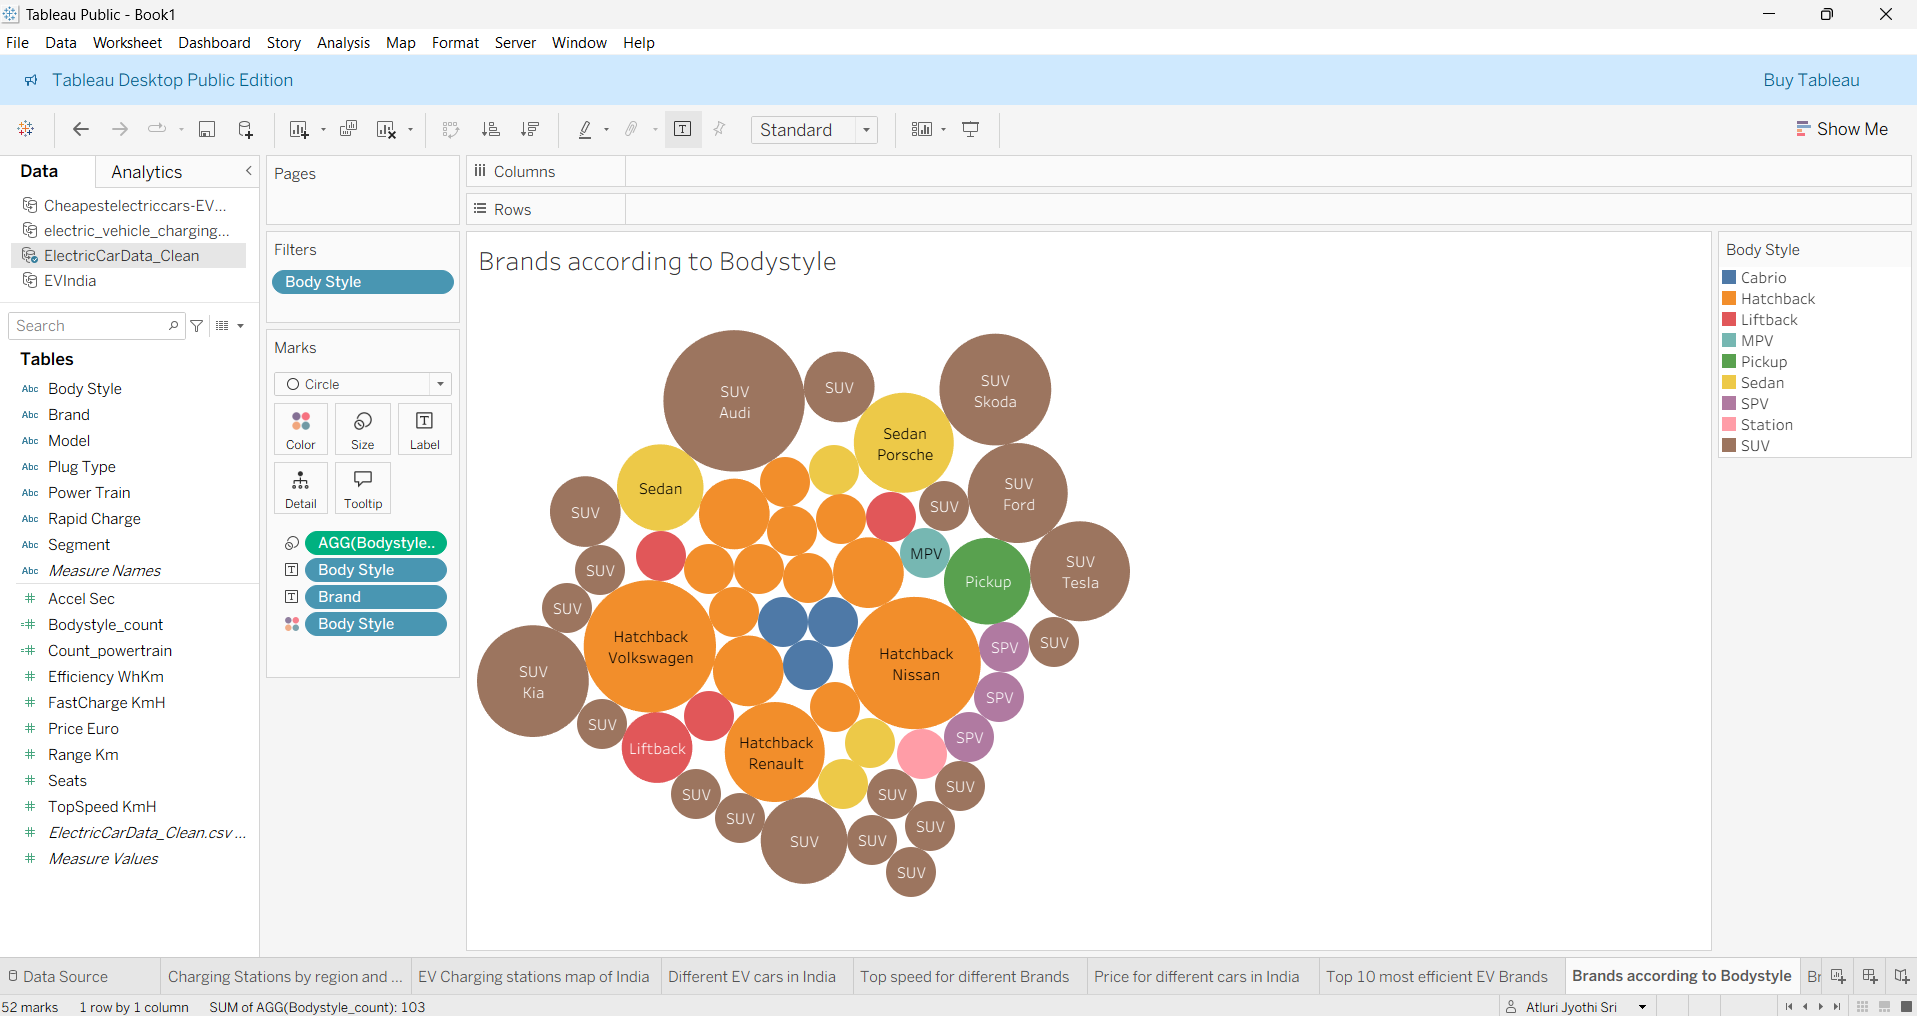 Tableau Public - Book1
File Data Worksheet Dashboard Story Analysis Map Format Server Window Help
Tableau Desktop Public Edition
Buy Tableau
Standard
Show Me
Data
Analytics
Cheapestelectriccars-EV...
electric_vehicle_charging...
ElectricCarData_Clean
EVIndia
Search
Tables
Abc Body Style
Abc Brand
Abc Model
Abc Plug Type
Abc Power Train
Abc Rapid Charge
Abc Segment
Abc Measure Names
# Accel Sec
=# Bodystyle_count
=# Count_powertrain
# Efficiency WhKm
# FastCharge KmH
# Price Euro
# Range Km
# Seats
# TopSpeed KmH
# ElectricCarData_Clean.csv ...
# Measure Values
Pages
Filters
Body Style
Marks
Circle
Color
Size
Label
Detail
Tooltip
AGG(Bodystyle..
Body Style
Brand
Body Style
Columns
Rows
Brands according to Bodystyle
SUV
Audi
SUV
SUV
Skoda
Sedan
Porsche
Sedan
SUV
SUV
SUV
Ford
MPV
SUV
Pickup
SUV
Tesla
SUV
Hatchback
Volkswagen
Hatchback
Nissan
SPV
SUV
SUV
Kia
SPV
SUV
Liftback
Hatchback
Renault
SPV
SUV
SUV
SUV
SUV
SUV
SUV
SUV
SUV
SUV
Body Style
Cabrio
Hatchback
Liftback
MPV
Pickup
Sedan
SPV
Station
SUV
Data Source
Charging Stations by region and ...
EV Charging stations map of India
Different EV cars in India
Top speed for different Brands
Price for different cars in India
Top 10 most efficient EV Brands
Brands according to Bodystyle
Br
52 marks
1 row by 1 column
SUM of AGG(Bodystyle_count): 103
Atluri Jyothi Sri